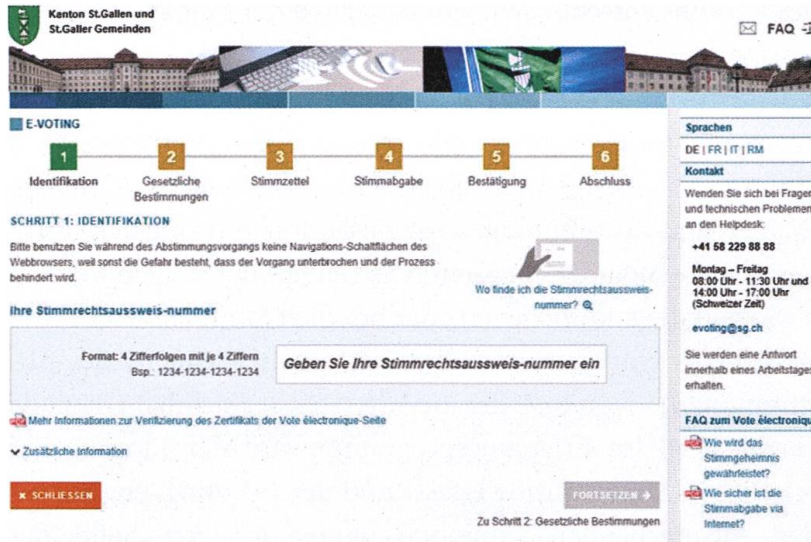 Kanton St.Gallen und
St.Galler Gemeinden
FAQ
E-VOTING
1
2
3
4
5
6
Identifikation
Gesetzliche
Bestimmungen
Stimmzettel
Stimmabgabe
Bestätigung
Abschluss
SCHRITT 1: IDENTIFIKATION
Bitte benutzen Sie während des Abstimmungsvorgangs keine Navigations-Schaltflächen des
Webbrowsers, weil sonst die Gefahr besteht, dass der Vorgang unterbrochen und der Prozess
behindert wird.
Wo finde ich die Stimmrechtsausweis-
nummer?
Ihre Stimmrechtsaussweis-nummer
Format: 4 Zifferfolgen mit je 4 Ziffern
Bsp.: 1234-1234-1234-1234
Geben Sie Ihre Stimmrechtsaussweis-nummer ein
PDF Mehr Informationen zur Verifizierung des Zertifikats der Vote électronique-Seite
Zusätzliche Information
× SCHLIESSEN
FORTSETZEN →
Zu Schritt 2: Gesetzliche Bestimmungen
Sprachen
DE | FR | IT | RM
Kontakt
Wenden Sie sich bei Fragen
und technischen Problemen
an den Helpdesk:
+41 58 229 88 88
Montag – Freitag
08:00 Uhr - 11:30 Uhr und
14:00 Uhr - 17:00 Uhr
(Schweizer Zeit)
evoting@sg.ch
Sie werden eine Antwort
innerhalb eines Arbeitstages
erhalten.
FAQ zum Vote électronique
PDF Wie wird das
Stimmgeheimnis
gewährleistet?
PDF Wie sicher ist die
Stimmabgabe via
Internet?